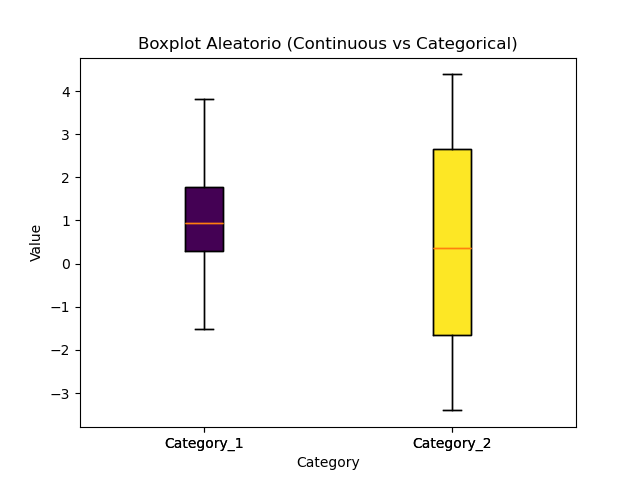 Boxplot Aleatorio (Continuous vs Categorical)
Value
4
3
2
1
0
−1
−2
−3
Category_1 Category_2
Category